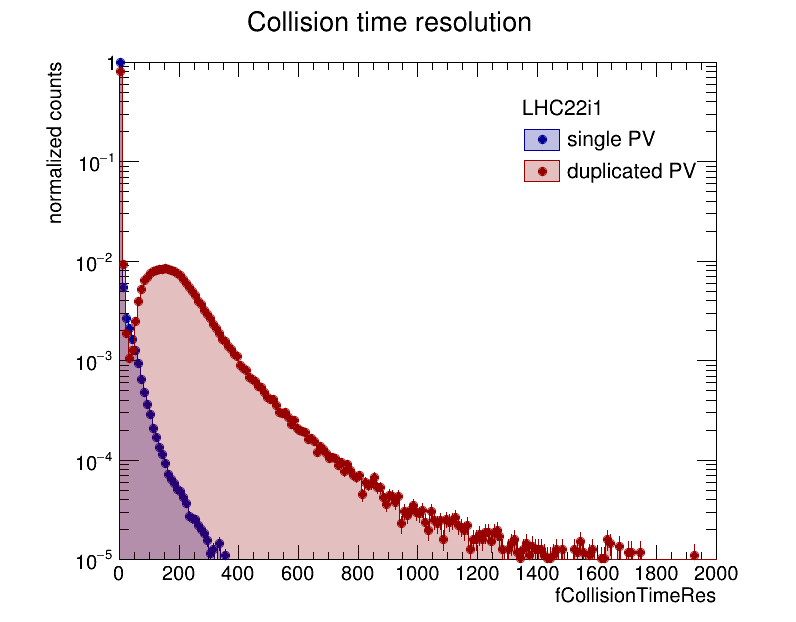 Collision time resolution
normalized counts
LHC22i1
single PV
duplicated PV
1
10⁻¹
10⁻²
10⁻³
10⁻⁴
10⁻⁵
0 200 400 600 800 1000 1200 1400 1600 1800 2000
fCollisionTimeRes